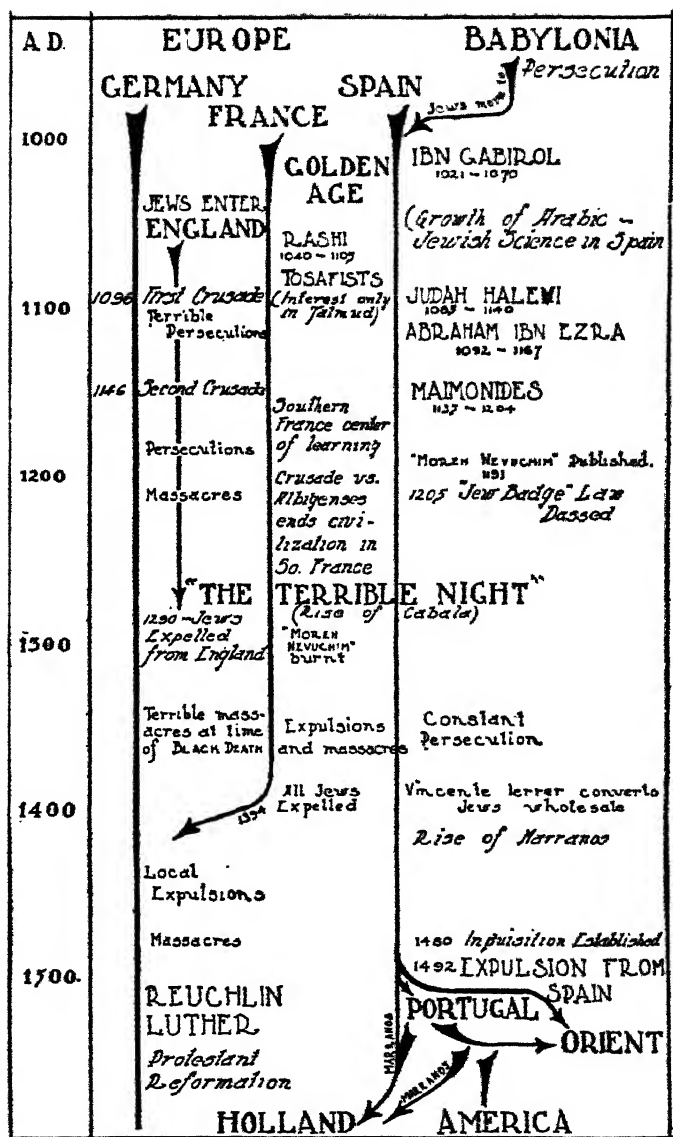 A.D.
EUROPE
BABYLONIA
Persecution
GERMANY
SPAIN
Jews move to
FRANCE
1000
GOLDEN
AGE
IBN GABIROL
1021 - 1070
JEWS ENTER
ENGLAND
(Growth of Arabic -
Jewish Science in Spain
RASHI
1040 - 1105
TOSAFISTS
(Interest only
in Talmud)
1100
1096 First Crusade
Terrible
Persecutions
JUDAH HALEVI
1085 - 1140
ABRAHAM IBN EZRA
1092 - 1167
1146 Second Crusade
MAIMONIDES
1135 - 1204
Southern
France center
of learning
Persecutions
1200
Massacres
"MOREH NEVUCHIM" Published.
1193
1205 "Jew Badge" Law
Passed
Crusade vs.
Albigenses
ends civi-
lization in
So. France
"THE TERRIBLE NIGHT"
(Rise of Cabala)
1290-Jews
Expelled
from England
"MOREH
NEVUCHIM"
burnt
1300
Terrible mass-
acres at time
of BLACK DEATH
Expulsions
and massacres
Constant
Persecution
All Jews
Expelled
1394
1400
Vincente Ferrer converts
Jews wholesale
Rise of Marranos
Local
Expulsions
Massacres
1480 Inquisition Established
1492 EXPULSION FROM
SPAIN
1500
REUCHLIN
LUTHER
Protestant
Reformation
PORTUGAL
ORIENT
MARRANOS
MARRANOS
HOLLAND
AMERICA